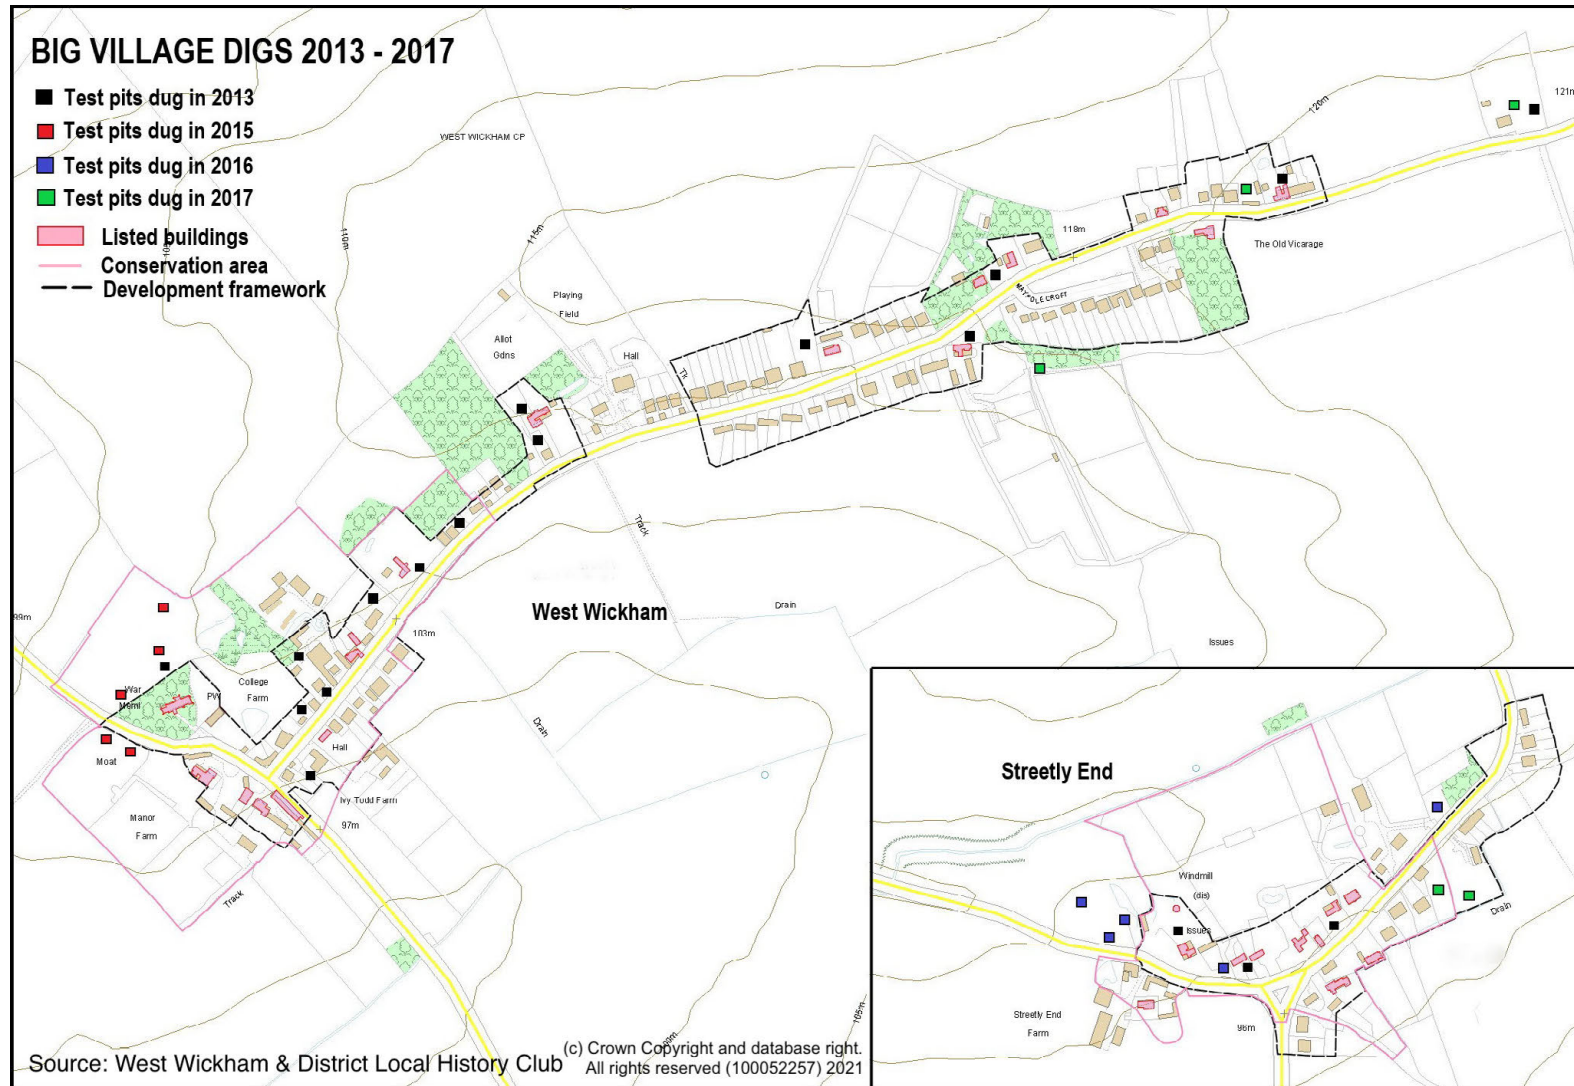 BIG VILLAGE DIGS 2013 - 2017
Test pits dug in 2013
Test pits dug in 2015
Test pits dug in 2016
Test pits dug in 2017
Listed buildings
Conservation area
Development framework
WEST WICKHAM CP
110m
115m
120m
121m
118m
The Old Vicarage
MAYPOLE CROFT
Playing
Field
Allot
Gdns
Hall
Tk
Track
West Wickham
Drain
Issues
103m
99m
College
Farm
War
Meml
PW
Moat
Hall
Drain
Ivy Todd Farm
Manor
Farm
97m
Track
105m
Streetly End
Windmill
(dis)
Issues
Drain
Streetly End
Farm
96m
Source: West Wickham & District Local History Club
(c) Crown Copyright and database right.
All rights reserved (100052257) 2021